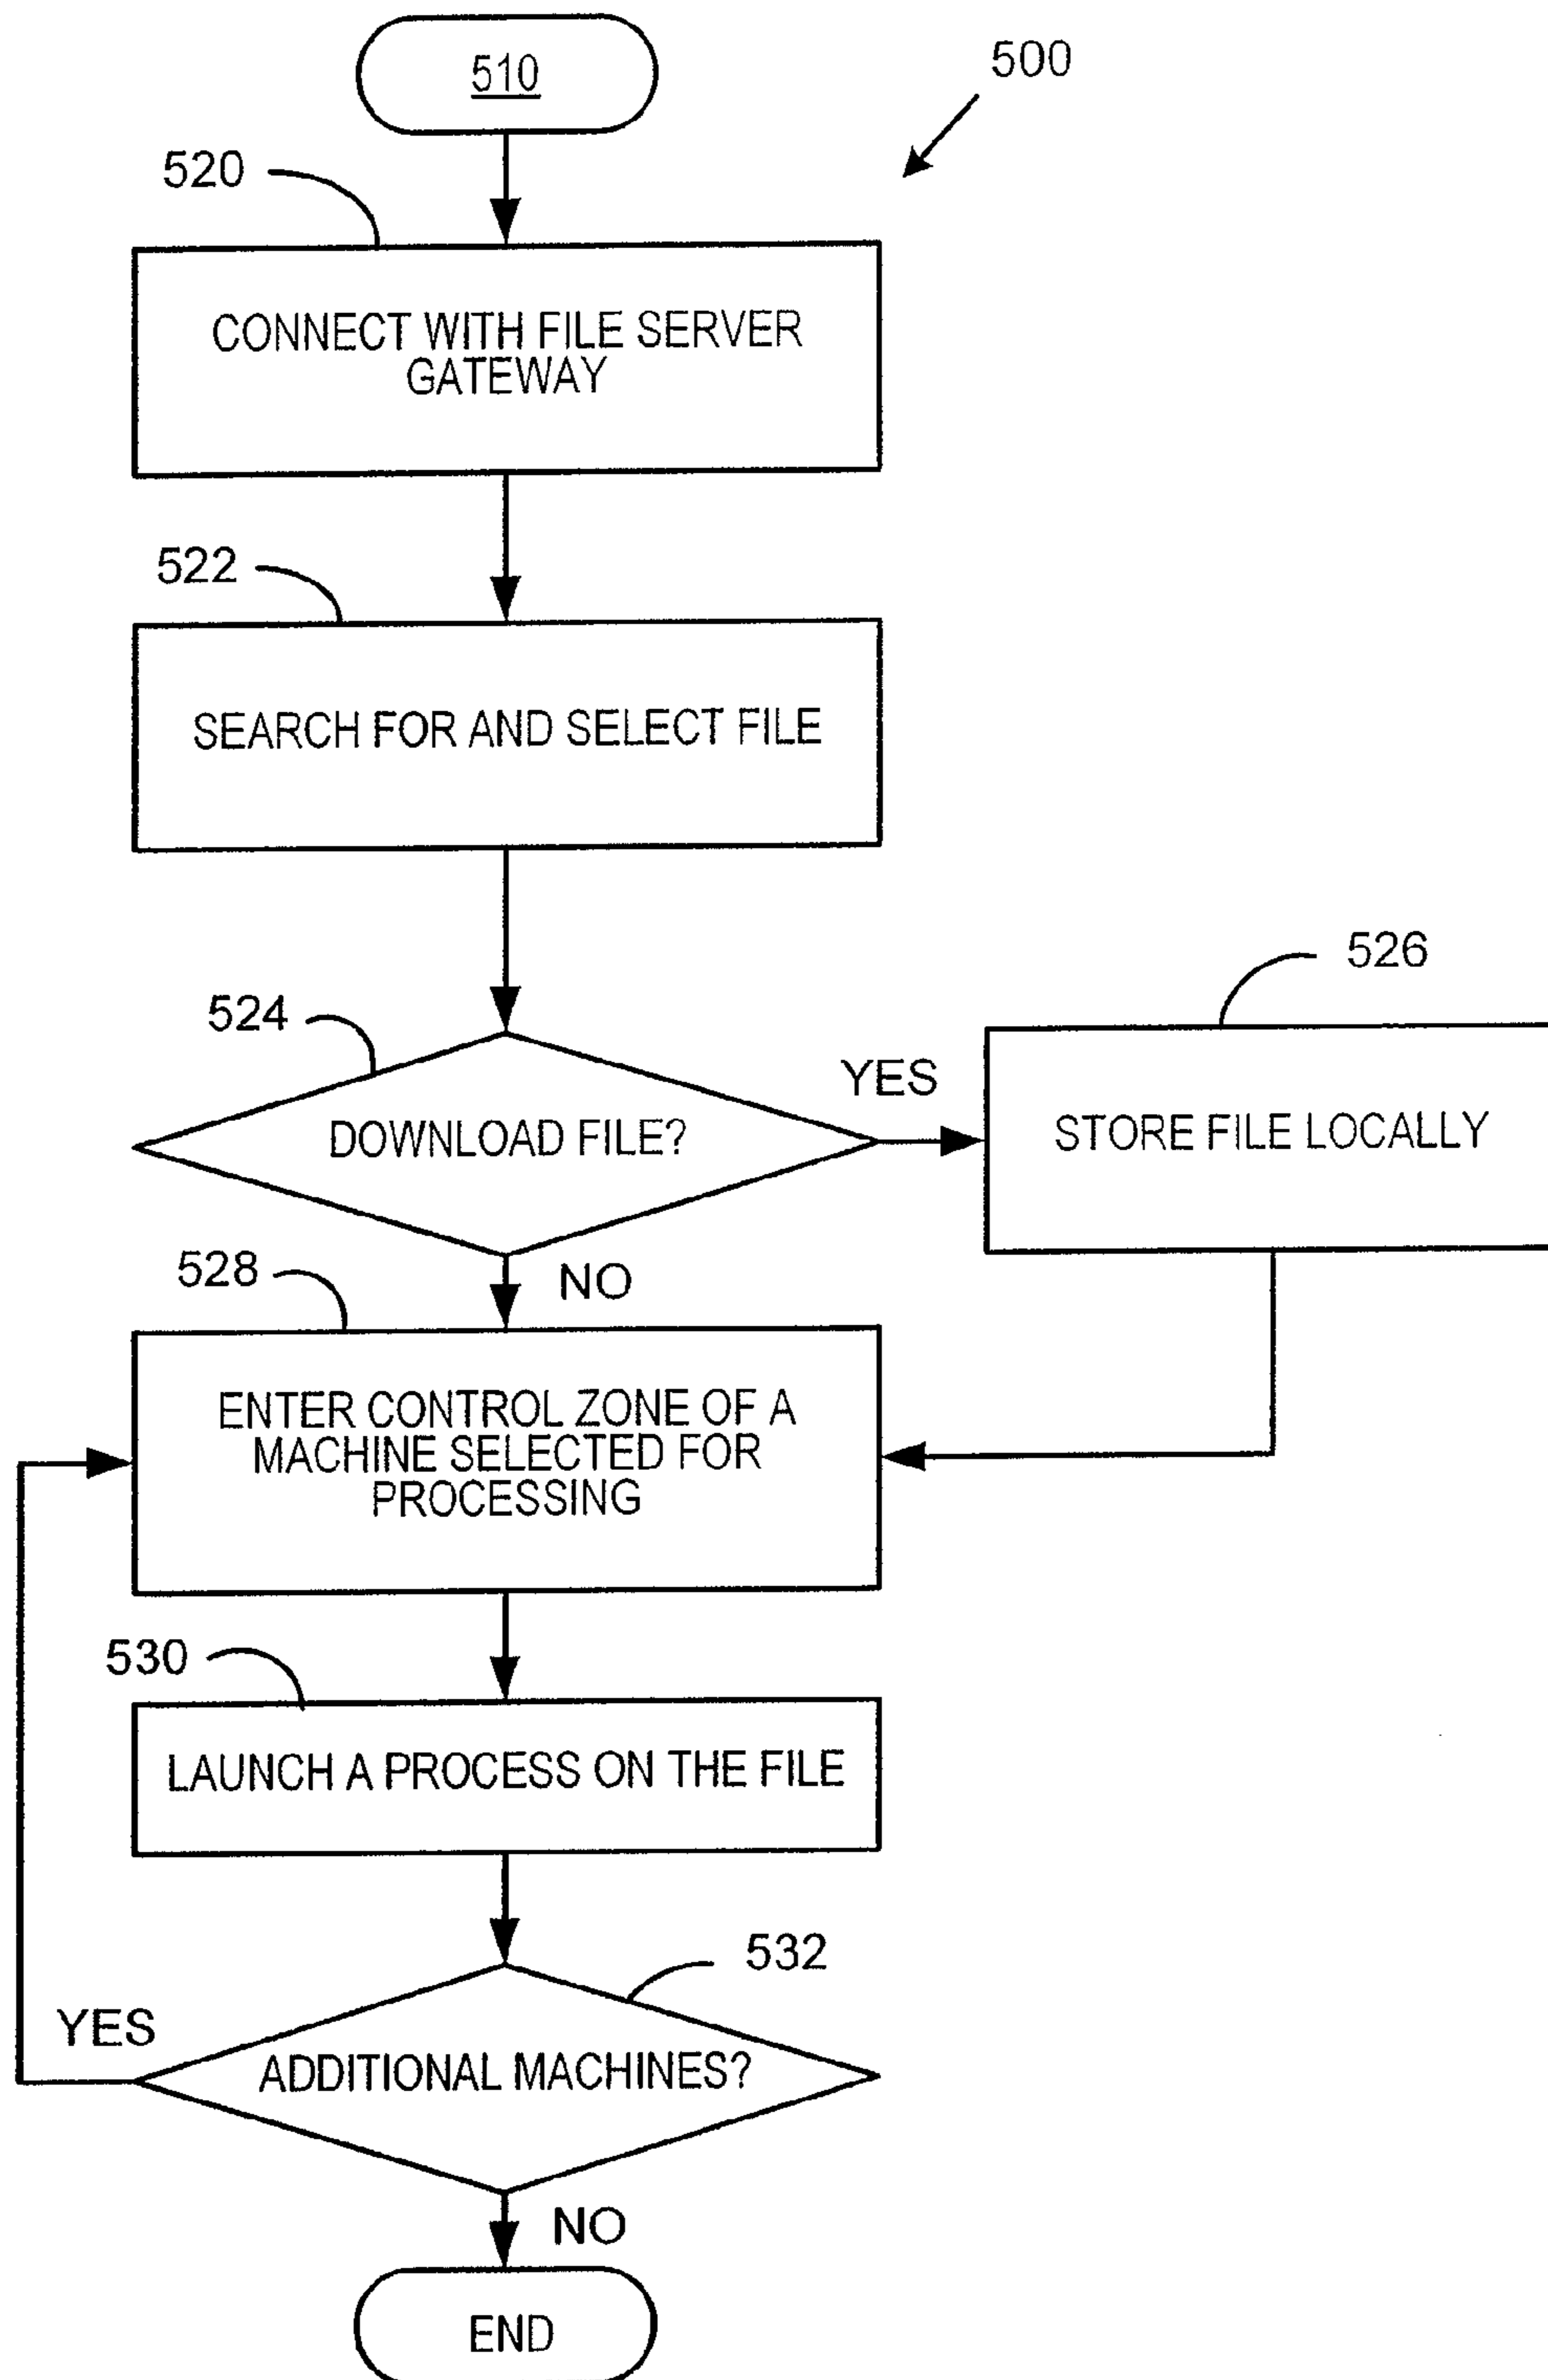 510
500
520
CONNECT WITH FILE SERVER
GATEWAY
522
SEARCH FOR AND SELECT FILE
524
526
YES
DOWNLOAD FILE?
STORE FILE LOCALLY
528
NO
ENTER CONTROL ZONE OF A
MACHINE SELECTED FOR
PROCESSING
530
LAUNCH A PROCESS ON THE FILE
532
YES
ADDITIONAL MACHINES?
NO
END